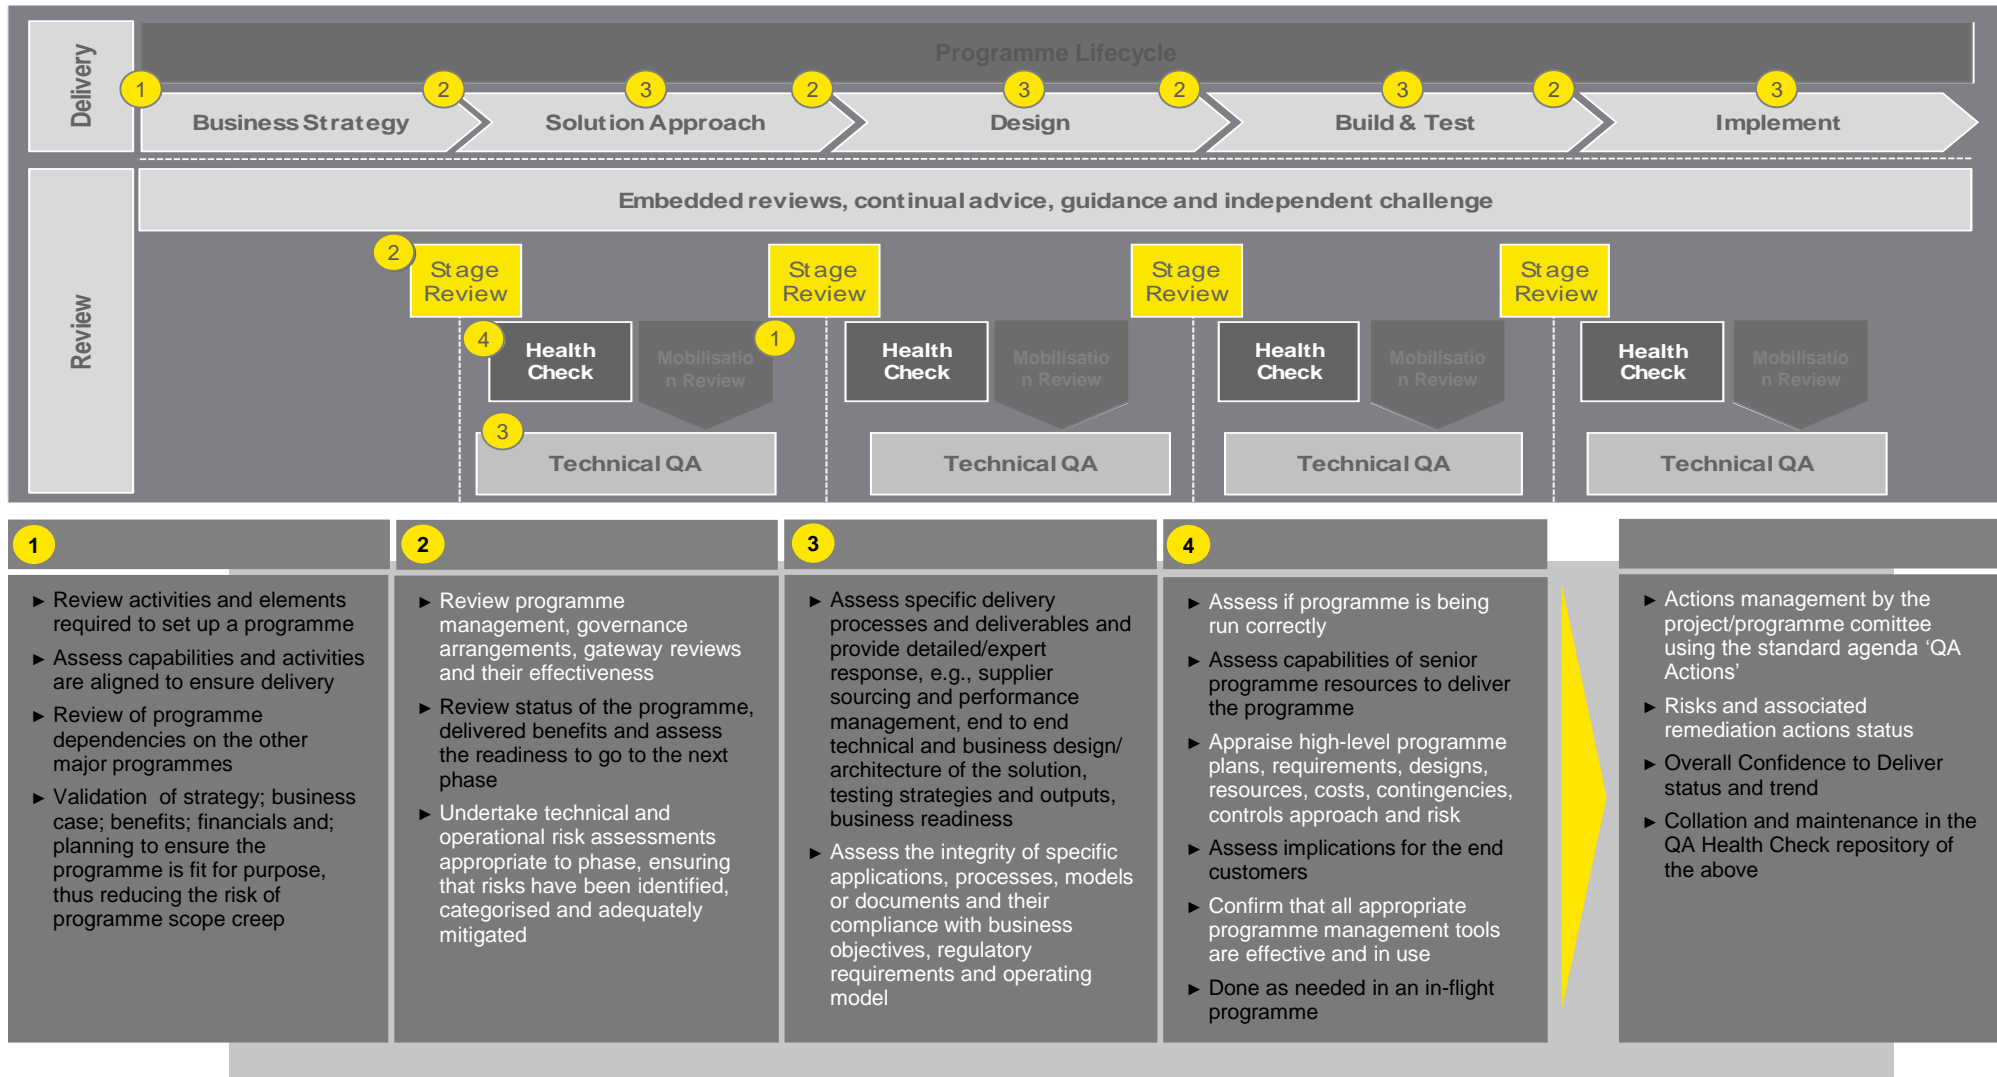 Programme Lifecycle
Delivery
1
2
3
2
3
2
3
2
3
Business Strategy
Solution Approach
Design
Build & Test
Implement
Review
Embedded reviews, continual advice, guidance and independent challenge
2
Stage
Review
Stage
Review
Stage
Review
Stage
Review
4
Health
Check
Mobilisatio
n Review
1
Health
Check
Mobilisatio
n Review
Health
Check
Mobilisatio
n Review
Health
Check
Mobilisatio
n Review
3
Technical QA
Technical QA
Technical QA
Technical QA
1
► Review activities and elements
required to set up a programme
► Assess capabilities and activities
are aligned to ensure delivery
► Review of programme
dependencies on the other
major programmes
► Validation of strategy; business
case; benefits; financials and;
planning to ensure the
programme is fit for purpose,
thus reducing the risk of
programme scope creep
2
► Review programme
management, governance
arrangements, gateway reviews
and their effectiveness
► Review status of the programme,
delivered benefits and assess
the readiness to go to the next
phase
► Undertake technical and
operational risk assessments
appropriate to phase, ensuring
that risks have been identified,
categorised and adequately
mitigated
3
► Assess specific delivery
processes and deliverables and
provide detailed/expert
response, e.g., supplier
sourcing and performance
management, end to end
technical and business design/
architecture of the solution,
testing strategies and outputs,
business readiness
► Assess the integrity of specific
applications, processes, models
or documents and their
compliance with business
objectives, regulatory
requirements and operating
model
4
► Assess if programme is being
run correctly
► Assess capabilities of senior
programme resources to deliver
the programme
► Appraise high-level programme
plans, requirements, designs,
resources, costs, contingencies,
controls approach and risk
► Assess implications for the end
customers
► Confirm that all appropriate
programme management tools
are effective and in use
► Done as needed in an in-flight
programme
► Actions management by the
project/programme comittee
using the standard agenda ‘QA
Actions’
► Risks and associated
remediation actions status
► Overall Confidence to Deliver
status and trend
► Collation and maintenance in the
QA Health Check repository of
the above